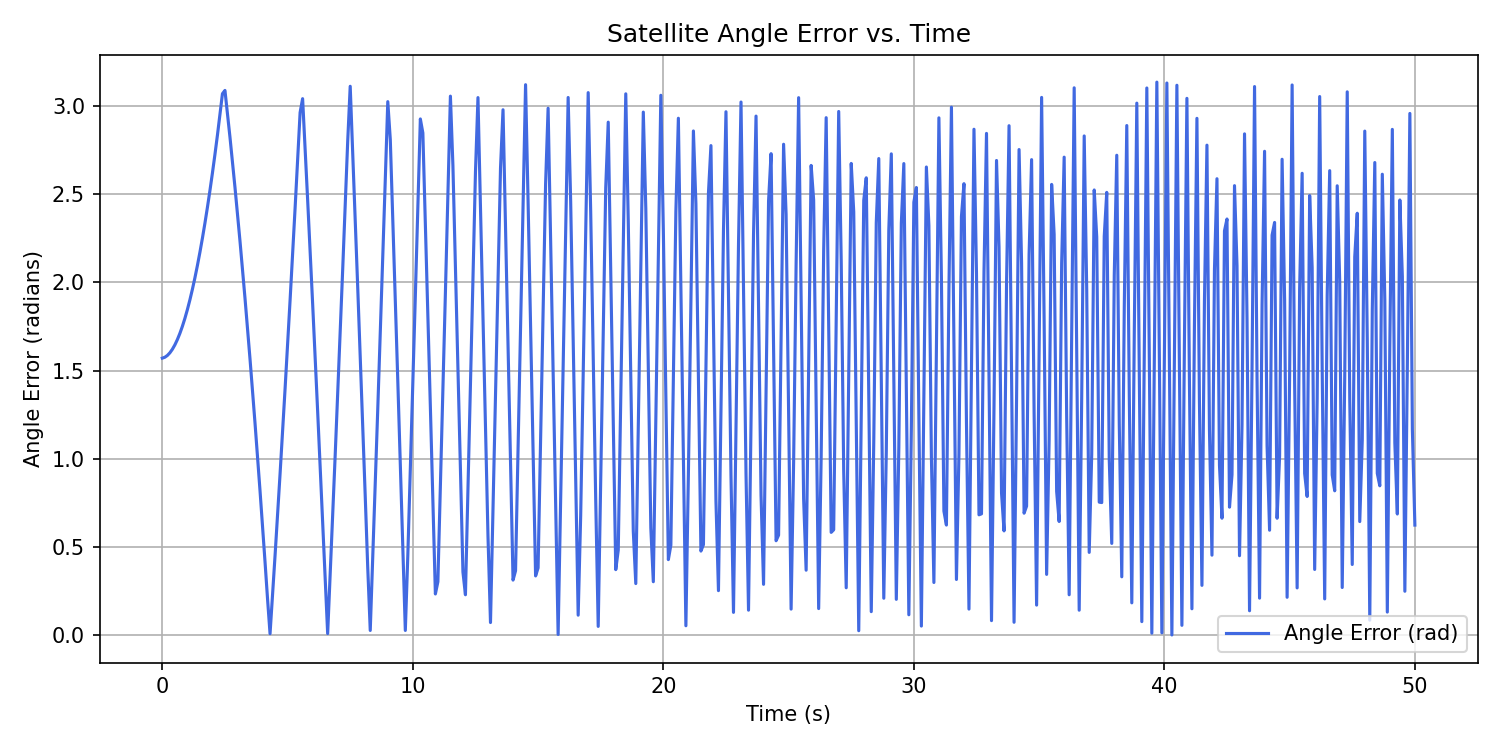 Satellite Angle Error vs. Time
Angle Error (radians)
3.0
2.5
2.0
1.5
1.0
0.5
0.0
Angle Error (rad)
0 10 20 30 40 50
Time (s)